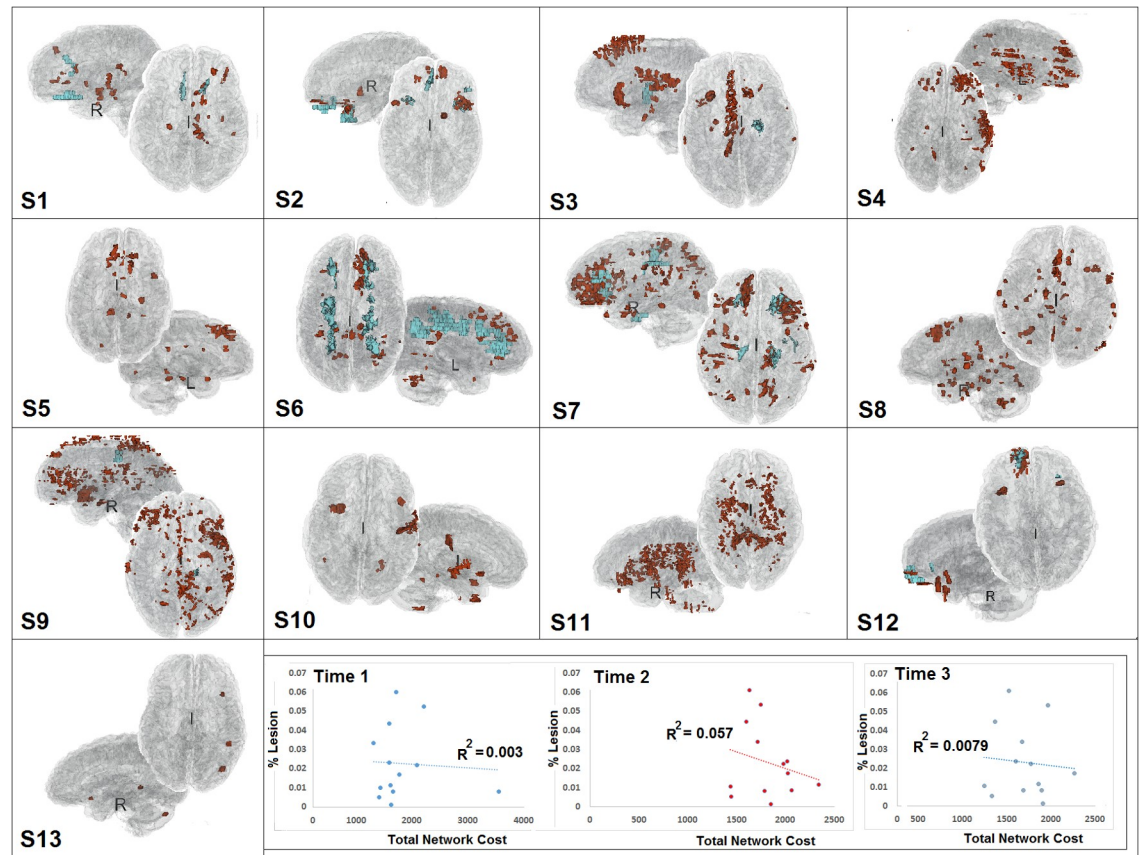 R
I
S1
R
I
S2
I
S3
I
S4
I
L
S5
I
L
S6
R
I
S7
I
R
S8
R
I
S9
I
S10
I
R
S11
I
R
S12
I
R
S13
Time 1
% Lesion
0.07
0.06
0.05
0.04
0.03
0.02
0.01
0
R2 = 0.003
0 1000 2000 3000 4000
Total Network Cost
Time 2
% Lesion
0.07
0.06
0.05
0.04
0.03
0.02
0.01
0
R2 = 0.057
0 500 1000 1500 2000 2500
Total Network Cost
Time 3
% Lesion
0.07
0.06
0.05
0.04
0.03
0.02
0.01
0
R2 = 0.0079
0 500 1000 1500 2000 2500
Total Network Cost